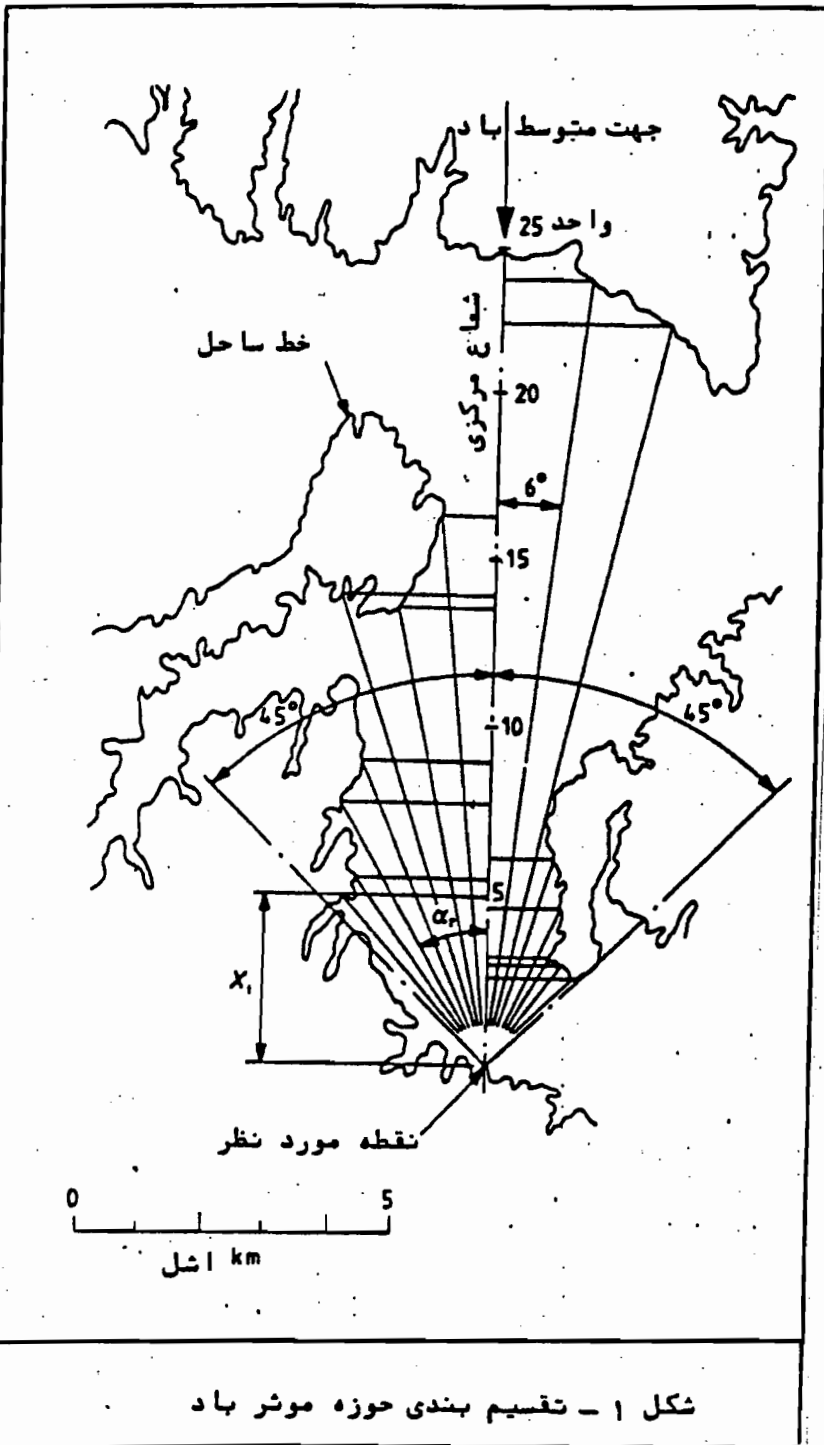 جهت متوسط باد
25 واحد
شعاع مرکزی
خط ساحل
20
6°
15
45°
45°
10
5
αᵣ
X₁
نقطه مورد نظر
0 5
اشل km
شکل ۱ - تقسیم بندی حوزه موثر باد